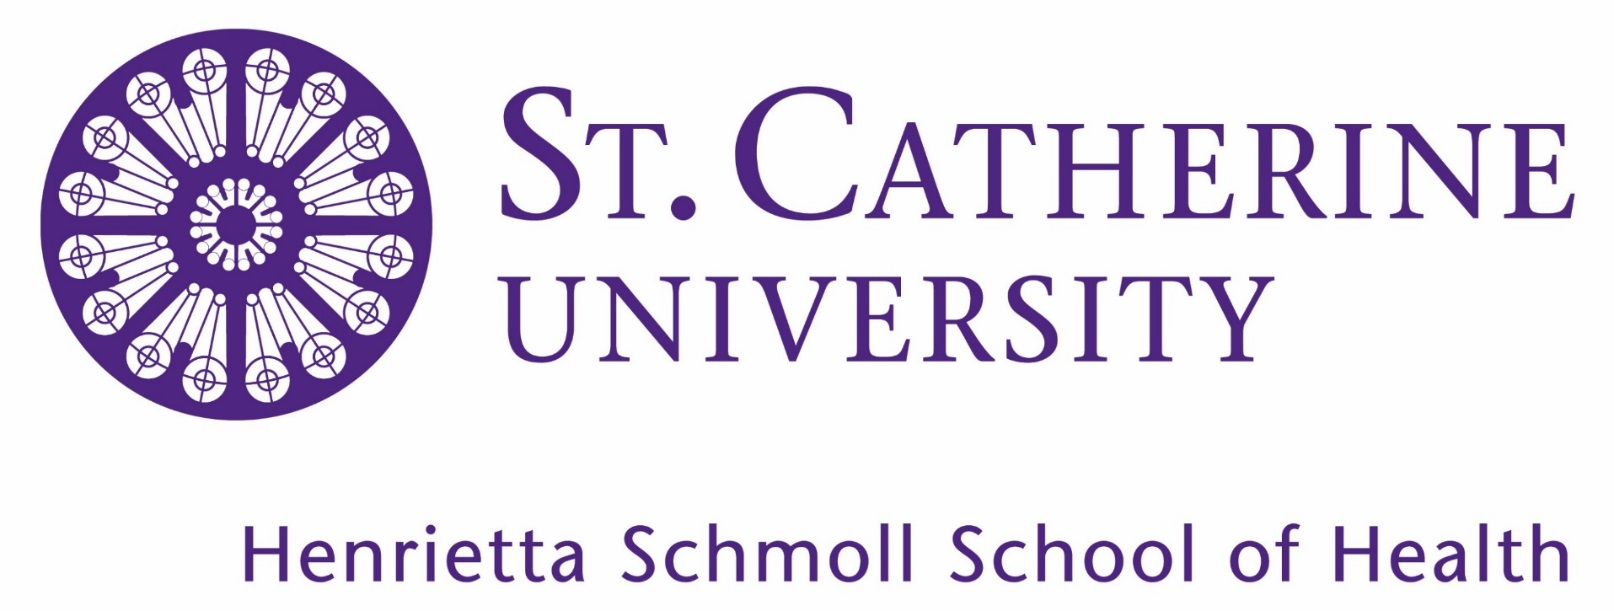 St. Catherine
University
Henrietta Schmoll School of Health